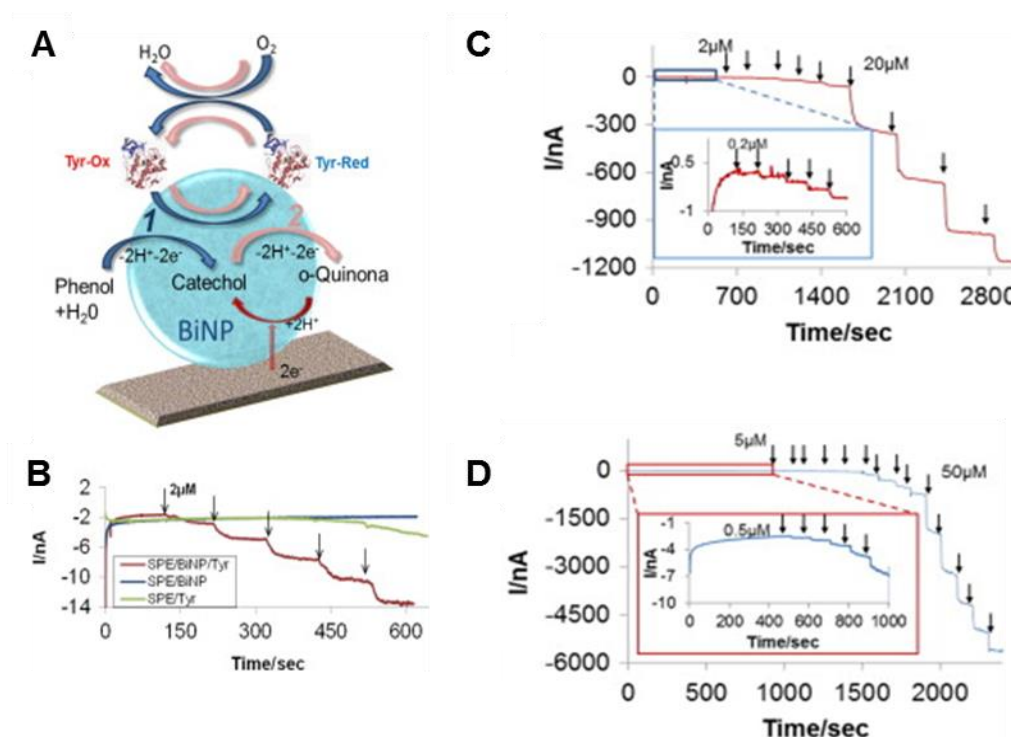 A
H₂O
O₂
Tyr-Ox
Tyr-Red
1
2
-2H⁺-2e⁻
-2H⁺-2e⁻
Phenol
+H₂0
Catechol
o-Quinona
BiNP
+2H⁺
2e⁻
B
2
-2
-6
-10
-14
I/nA
2µM
SPE/BiNP/Tyr
SPE/BiNP
SPE/Tyr
0
150
300
450
600
Time/sec
C
2µM
20µM
0
-300
-600
-900
-1200
I/nA
0,2µM
-0.5
-1
I/nA
0
150
300
450
600
Time/sec
0
700
1400
2100
2800
Time/sec
D
5µM
50µM
0
-1500
-3000
-4500
-6000
I/nA
0.5µM
-1
-4
-7
-10
I/nA
0
200
400
600
800
1000
Time/sec
0
500
1000
1500
2000
Time/sec